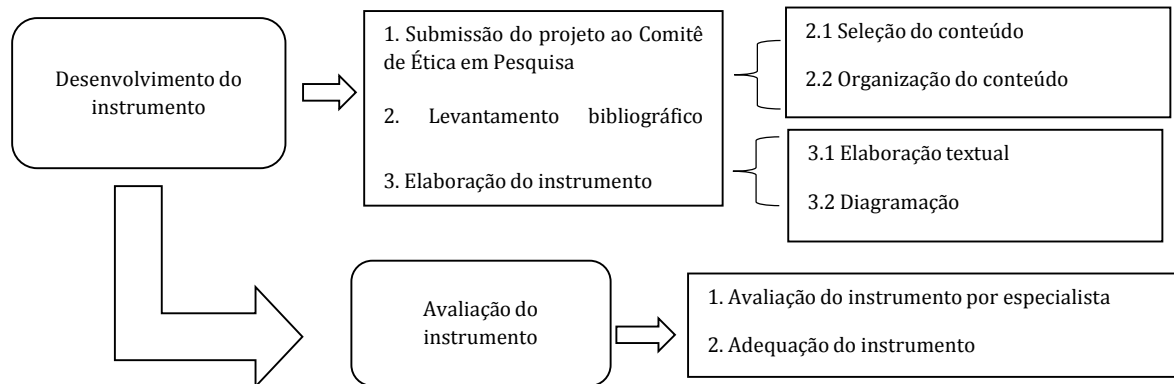 Desenvolvimento do
instrumento
1. Submissão do projeto ao Comitê
de Ética em Pesquisa
2. Levantamento bibliográfico
3. Elaboração do instrumento
2.1 Seleção do conteúdo
2.2 Organização do conteúdo
3.1 Elaboração textual
3.2 Diagramação
Avaliação do
instrumento
1. Avaliação do instrumento por especialista
2. Adequação do instrumento